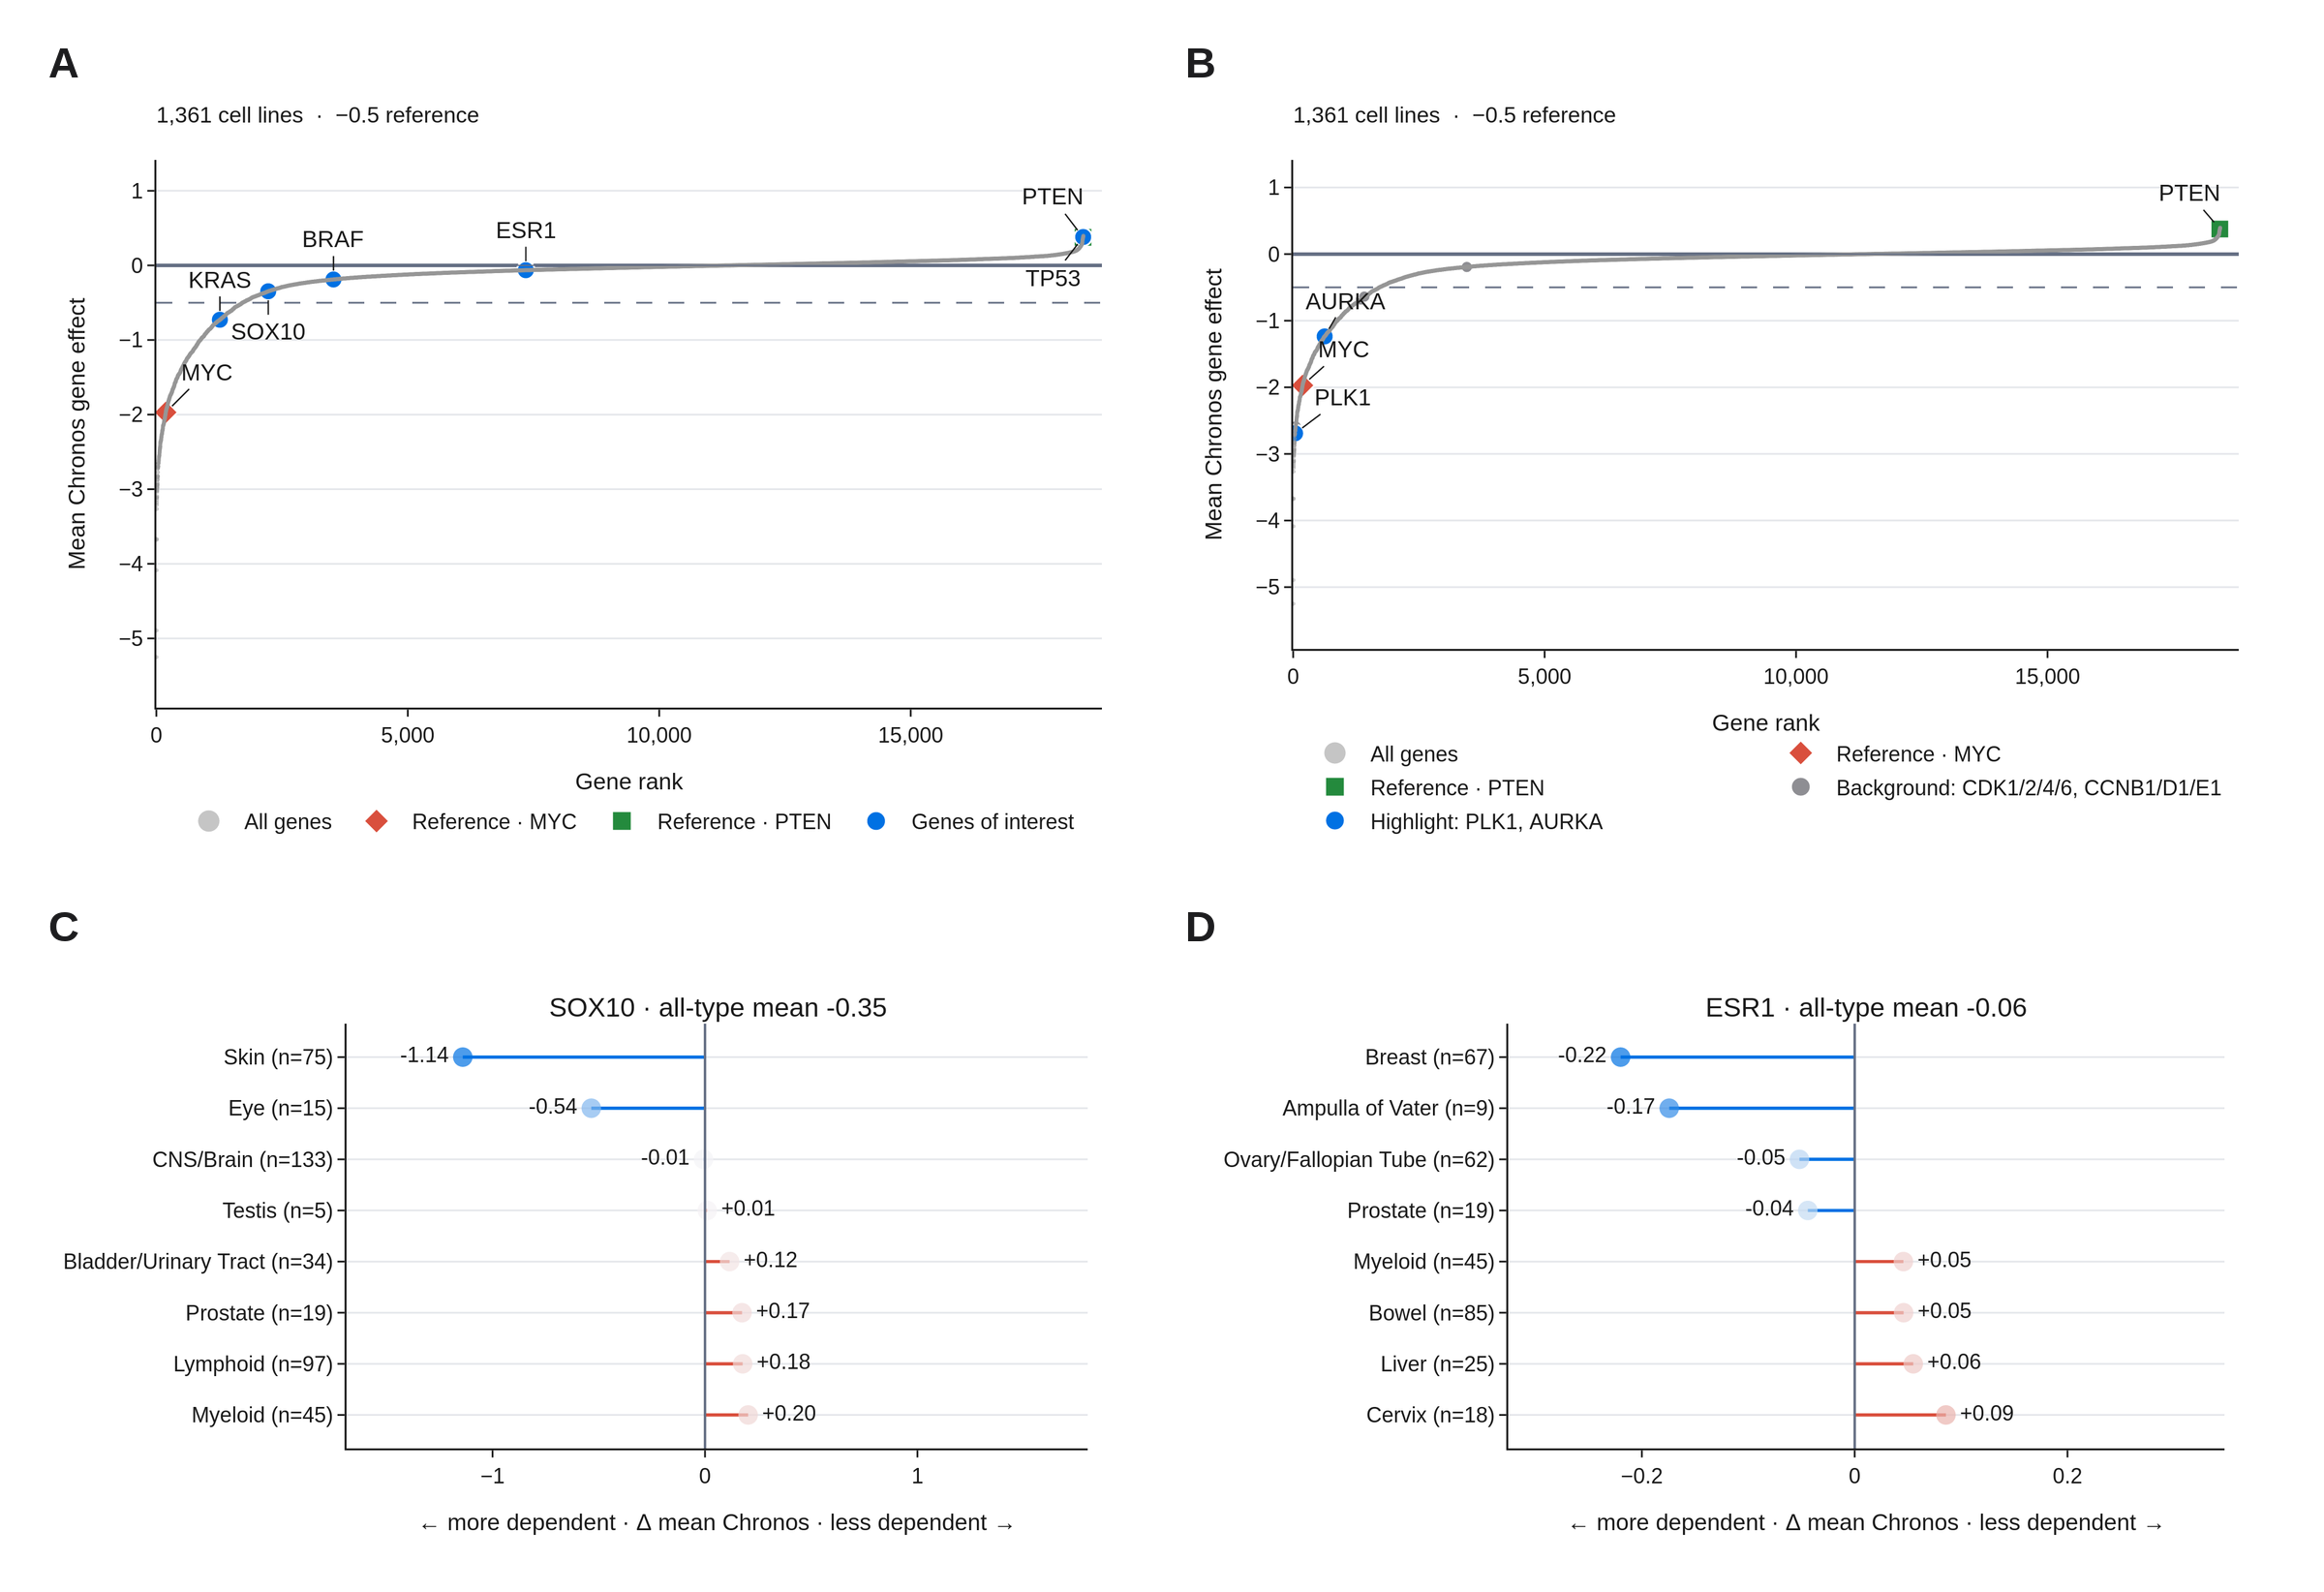 A
1,361 cell lines · −0.5 reference
Mean Chronos gene effect
1
0
−1
−2
−3
−4
−5
PTEN
ESR1
BRAF
KRAS
TP53
SOX10
MYC
0
5,000
10,000
15,000
Gene rank
All genes
Reference · MYC
Reference · PTEN
Genes of interest
B
1,361 cell lines · −0.5 reference
Mean Chronos gene effect
1
0
−1
−2
−3
−4
−5
PTEN
AURKA
MYC
PLK1
0
5,000
10,000
15,000
Gene rank
All genes
Reference · MYC
Reference · PTEN
Background: CDK1/2/4/6, CCNB1/D1/E1
Highlight: PLK1, AURKA
C
SOX10 · all-type mean -0.35
Skin (n=75) -1.14
Eye (n=15) -0.54
CNS/Brain (n=133) -0.01
Testis (n=5) +0.01
Bladder/Urinary Tract (n=34) +0.12
Prostate (n=19) +0.17
Lymphoid (n=97) +0.18
Myeloid (n=45) +0.20
−1
0
1
← more dependent · Δ mean Chronos · less dependent →
D
ESR1 · all-type mean -0.06
Breast (n=67) -0.22
Ampulla of Vater (n=9) -0.17
Ovary/Fallopian Tube (n=62) -0.05
Prostate (n=19) -0.04
Myeloid (n=45) +0.05
Bowel (n=85) +0.05
Liver (n=25) +0.06
Cervix (n=18) +0.09
−0.2
0
0.2
← more dependent · Δ mean Chronos · less dependent →